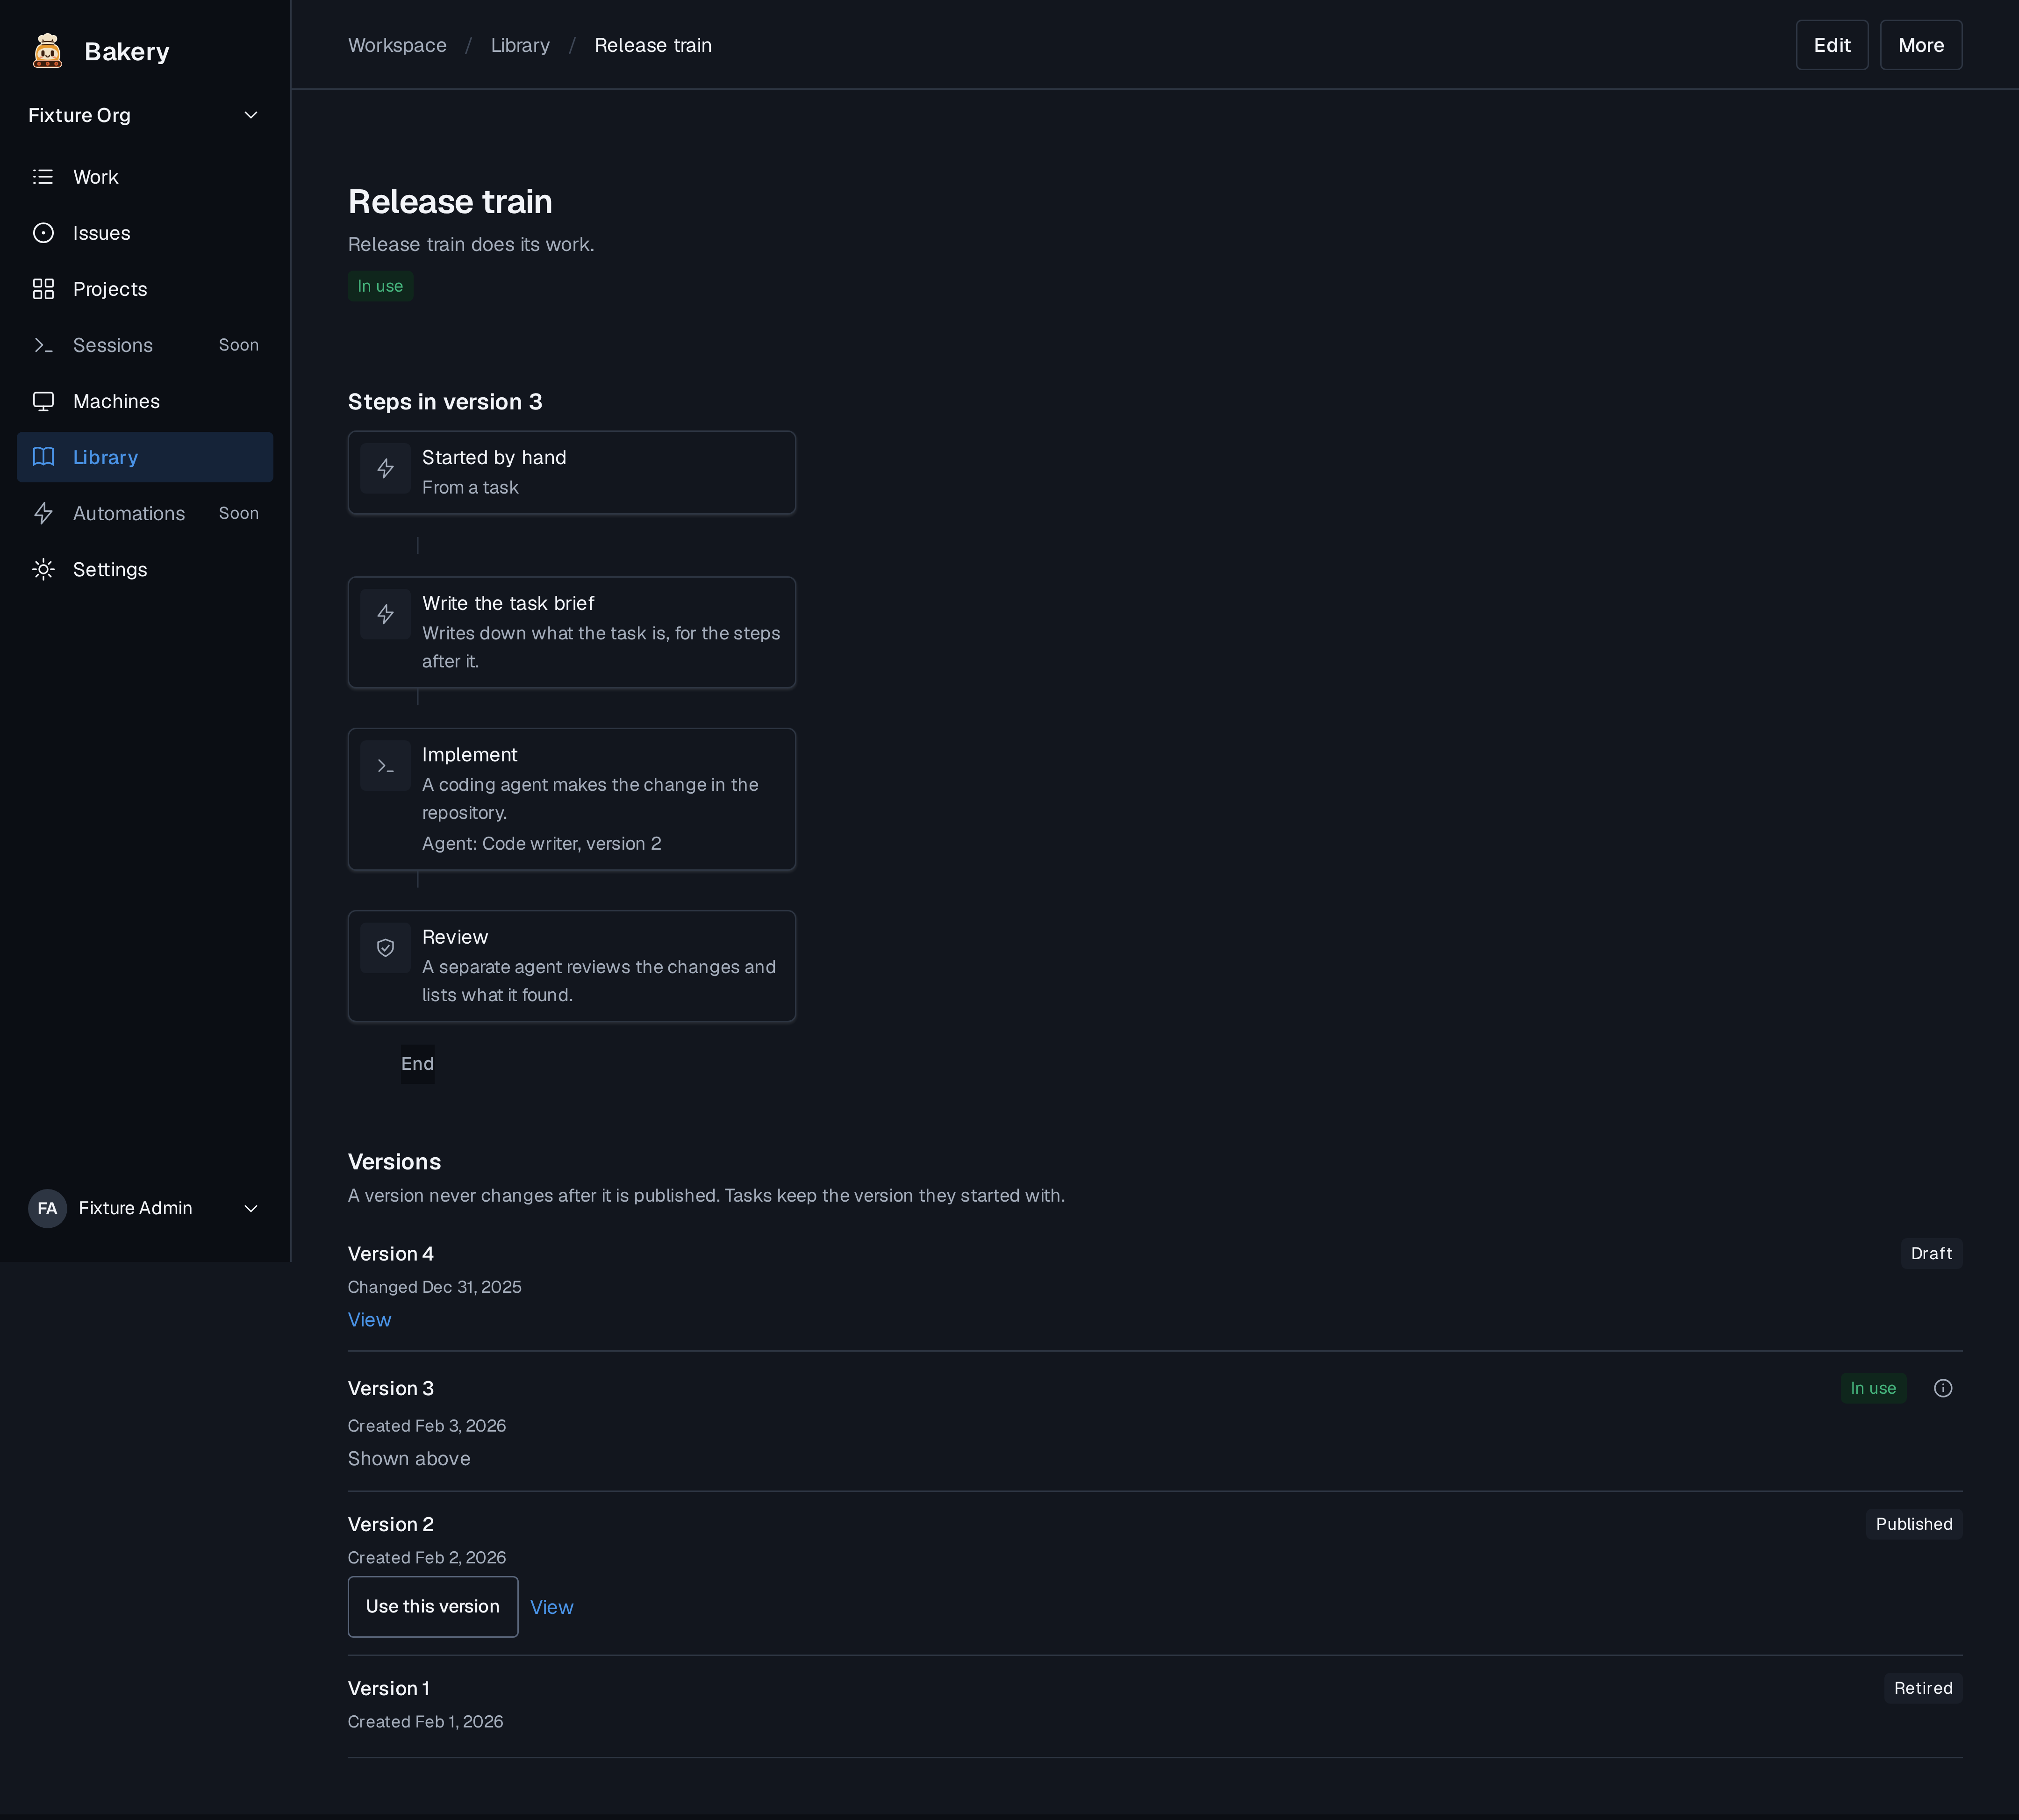 Bakery
Fixture Org
Work
Issues
Projects
Sessions Soon
Machines
Library
Automations Soon
Settings
FA Fixture Admin
Workspace / Library / Release train
Edit More
Release train
Release train does its work.
In use
Steps in version 3
Started by hand
From a task
Write the task brief
Writes down what the task is, for the steps
after it.
Implement
A coding agent makes the change in the
repository.
Agent: Code writer, version 2
Review
A separate agent reviews the changes and
lists what it found.
End
Versions
A version never changes after it is published. Tasks keep the version they started with.
Version 4 Draft
Changed Dec 31, 2025
View
Version 3 In use
Created Feb 3, 2026
Shown above
Version 2 Published
Created Feb 2, 2026
Use this version View
Version 1 Retired
Created Feb 1, 2026